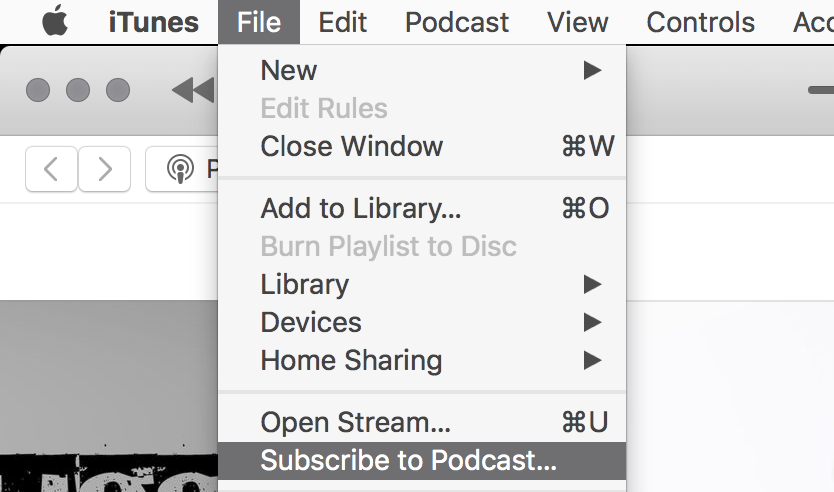 iTunes File Edit Podcast View Controls
New
Edit Rules
Close Window ⌘W
Add to Library... ⌘O
Burn Playlist to Disc
Library
Devices
Home Sharing
Open Stream... ⌘U
Subscribe to Podcast...